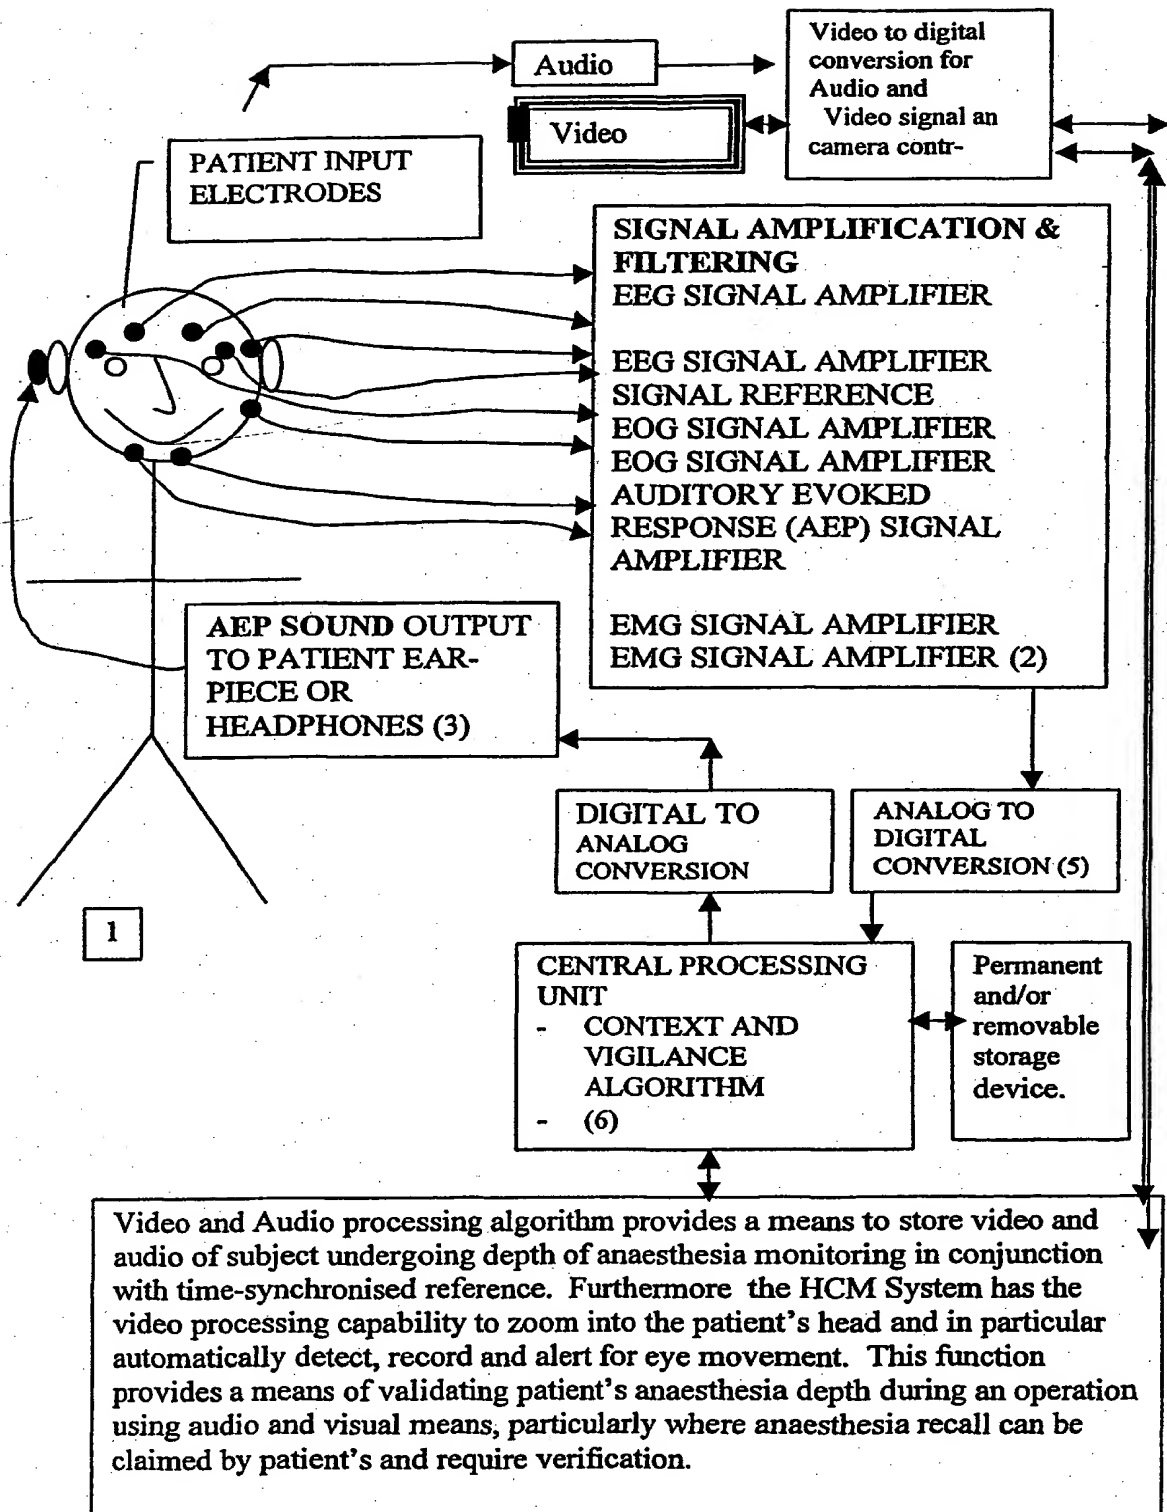 Audio
Video to digital
conversion for
Audio and
Video signal an
camera contr-
Video
PATIENT INPUT
ELECTRODES
SIGNAL AMPLIFICATION &
FILTERING
EEG SIGNAL AMPLIFIER
EEG SIGNAL AMPLIFIER
SIGNAL REFERENCE
EOG SIGNAL AMPLIFIER
EOG SIGNAL AMPLIFIER
AUDITORY EVOKED
RESPONSE (AEP) SIGNAL
AMPLIFIER
EMG SIGNAL AMPLIFIER
EMG SIGNAL AMPLIFIER (2)
AEP SOUND OUTPUT
TO PATIENT EAR-
PIECE OR
HEADPHONES (3)
DIGITAL TO
ANALOG
CONVERSION
ANALOG TO
DIGITAL
CONVERSION (5)
1
CENTRAL PROCESSING
UNIT
- CONTEXT AND
VIGILANCE
ALGORITHM
- (6)
Permanent
and/or
removable
storage
device.
Video and Audio processing algorithm provides a means to store video and
audio of subject undergoing depth of anaesthesia monitoring in conjunction
with time-synchronised reference. Furthermore the HCM System has the
video processing capability to zoom into the patient's head and in particular
automatically detect, record and alert for eye movement. This function
provides a means of validating patient's anaesthesia depth during an operation
using audio and visual means, particularly where anaesthesia recall can be
claimed by patient's and require verification.